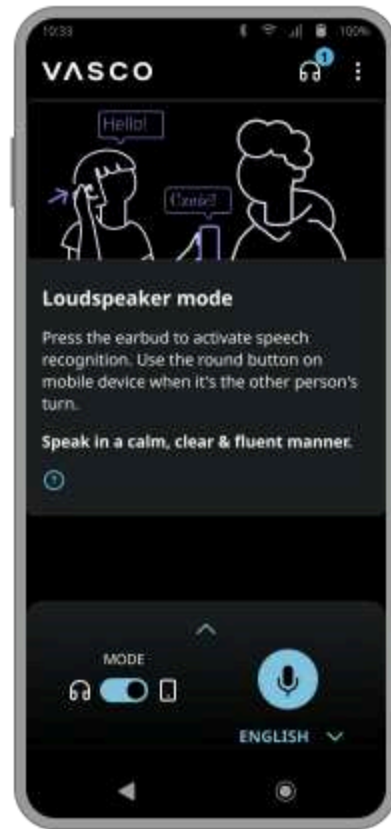 10:33
100%
VASCO
1
Hello!
Loudspeaker mode
Press the earbud to activate speech
recognition. Use the round button on
mobile device when it's the other person's
turn.
Speak in a calm, clear & fluent manner.
?
MODE
ENGLISH